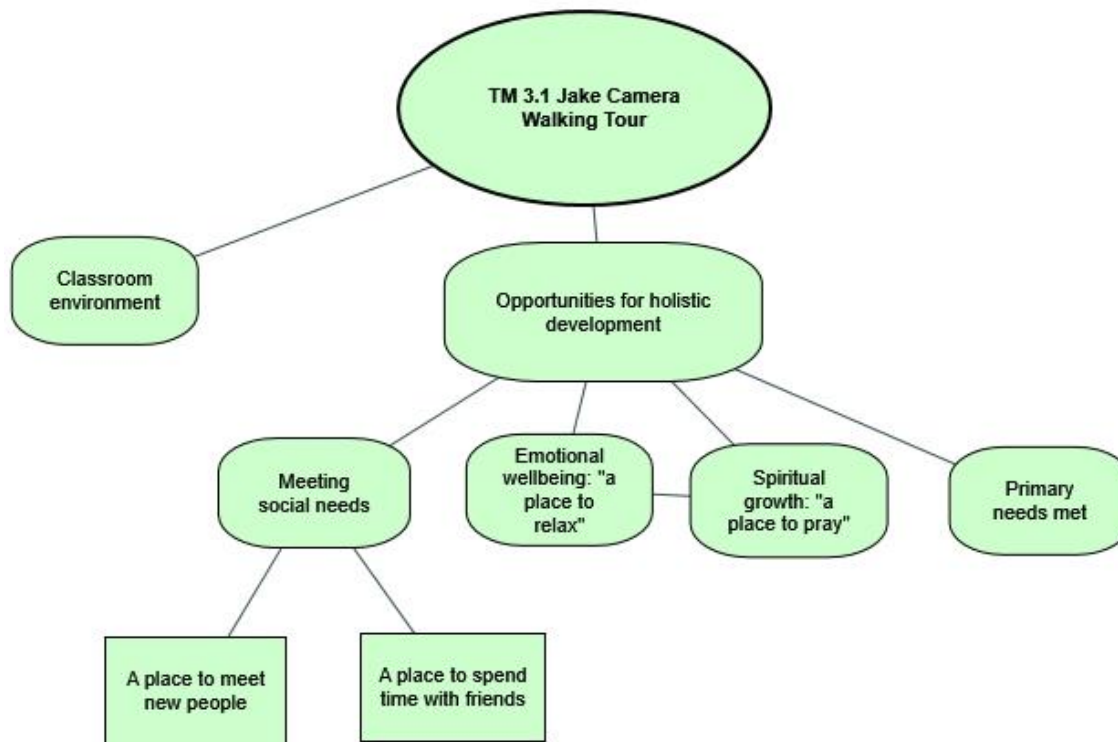 TM 3.1 Jake Camera
Walking Tour
Classroom
environment
Opportunities for holistic
development
Meeting
social needs
Emotional
wellbeing: "a
place to
relax"
Spiritual
growth: "a
place to pray"
Primary
needs met
A place to meet
new people
A place to spend
time with friends